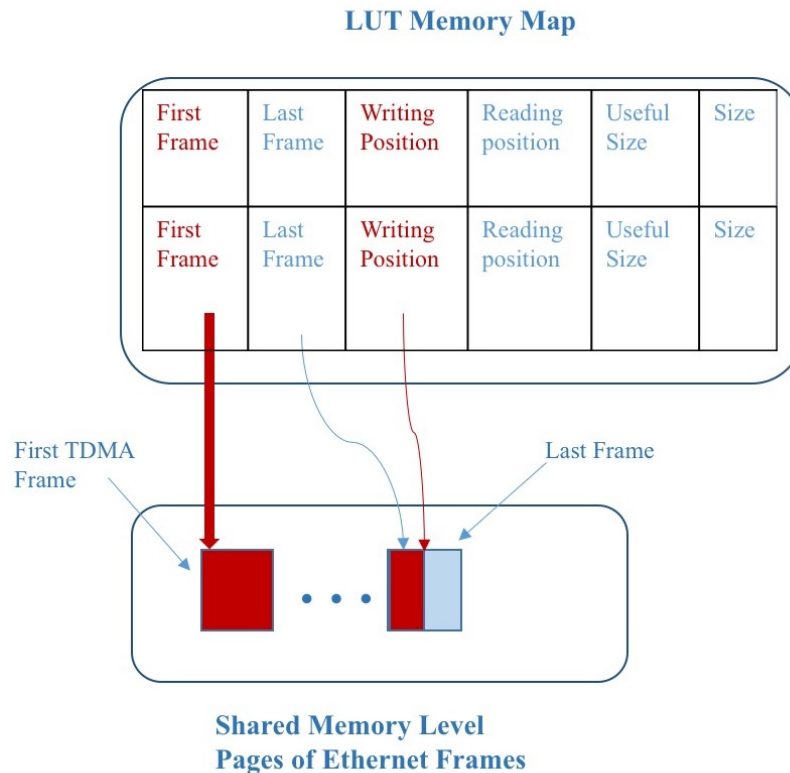 LUT Memory Map
First Last Writing Reading Useful Size
Frame Frame Position position Size
First Last Writing Reading Useful Size
Frame Frame Position position Size
First TDMA
Frame
Last Frame
Shared Memory Level
Pages of Ethernet Frames